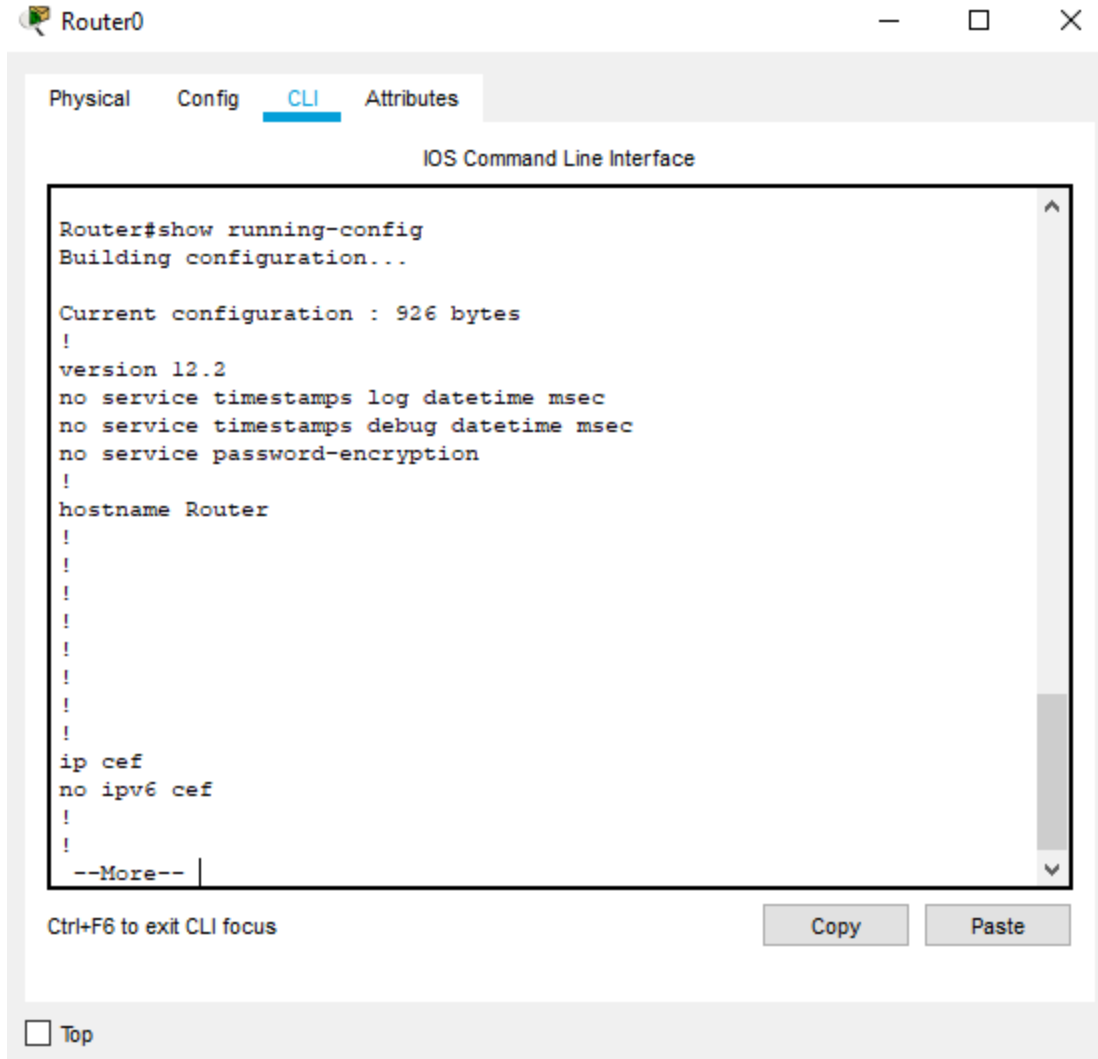 Router0
Physical Config CLI Attributes
IOS Command Line Interface
Router#show running-config
Building configuration...
Current configuration : 926 bytes
!
version 12.2
no service timestamps log datetime msec
no service timestamps debug datetime msec
no service password-encryption
!
hostname Router
!
!
!
!
!
!
!
!
ip cef
no ipv6 cef
!
!
--More--
Ctrl+F6 to exit CLI focus
Copy Paste
Top